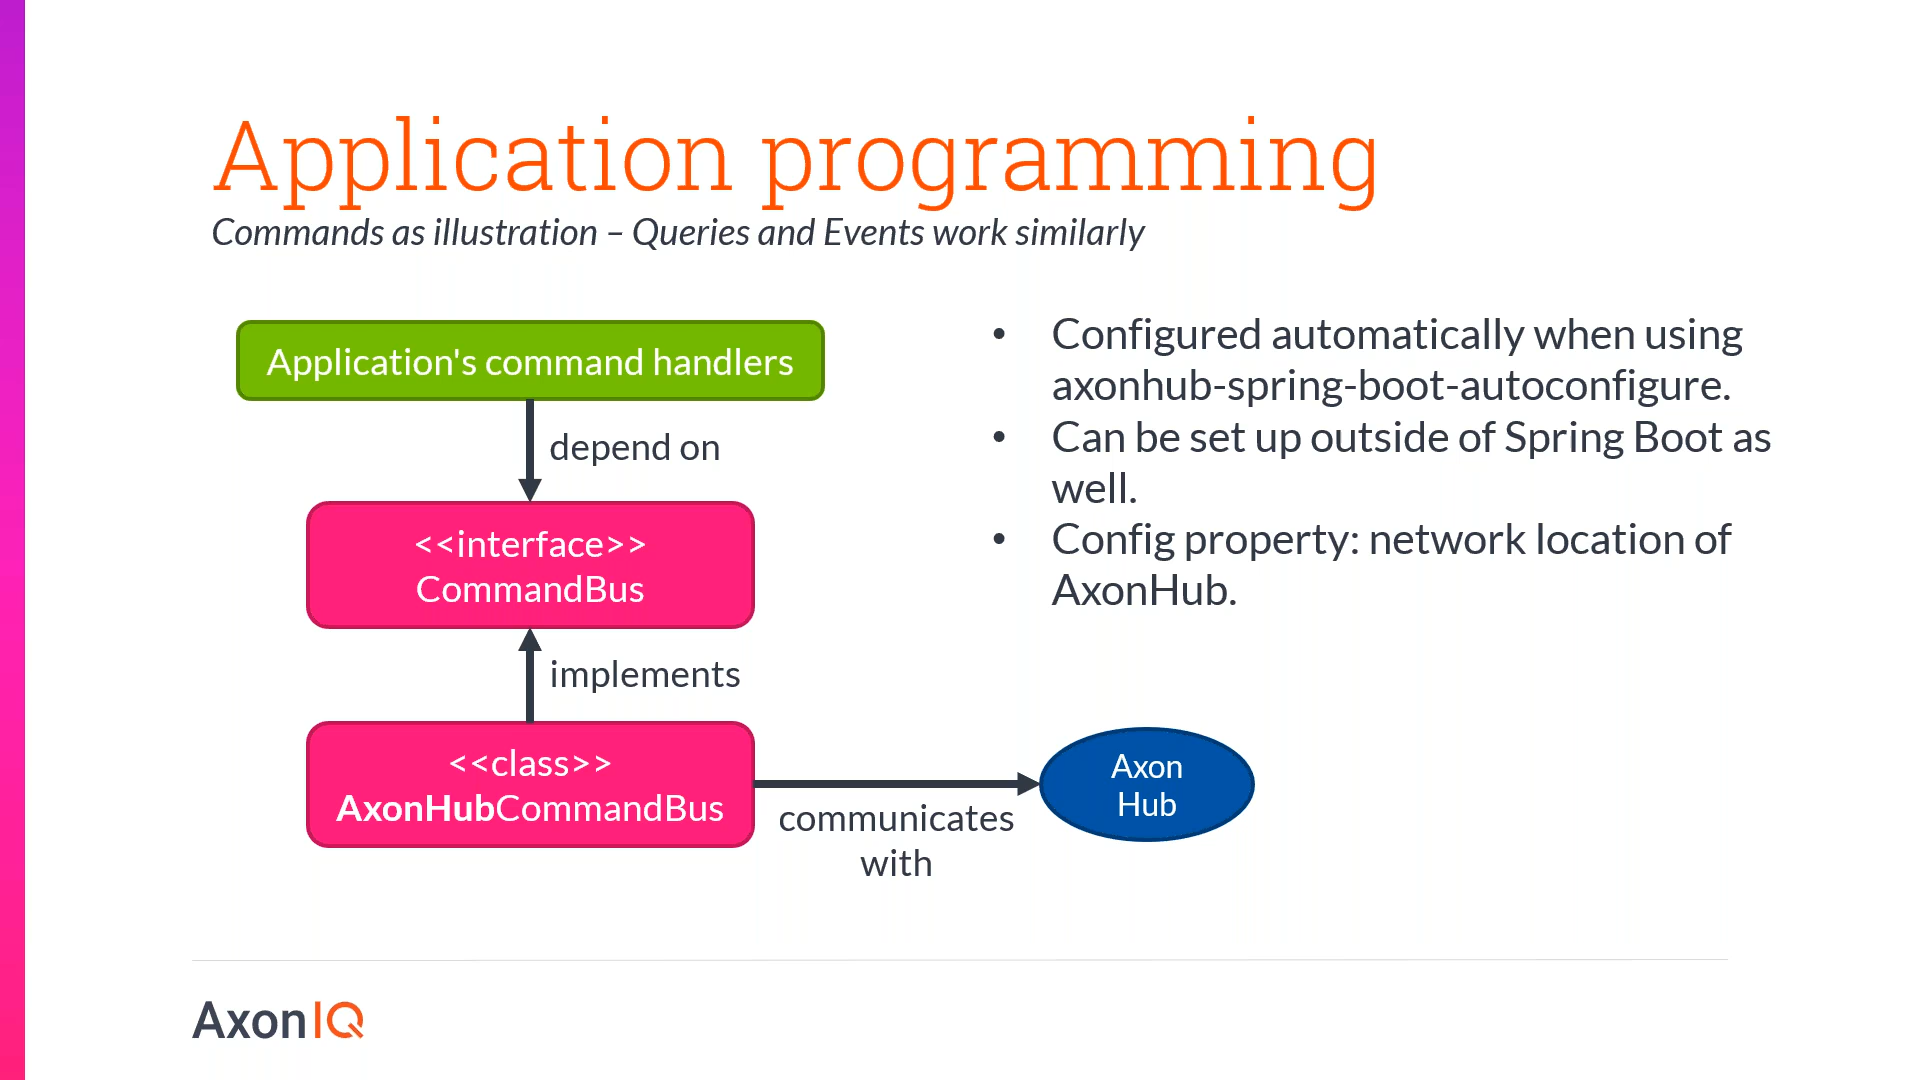 Application programming
Commands as illustration – Queries and Events work similarly
Application's command handlers
depend on
<<interface>>
CommandBus
implements
<<class>>
AxonHubCommandBus
communicates
with
Axon
Hub
• Configured automatically when using
axonhub-spring-boot-autoconfigure.
• Can be set up outside of Spring Boot as
well.
• Config property: network location of
AxonHub.
AxonIQ